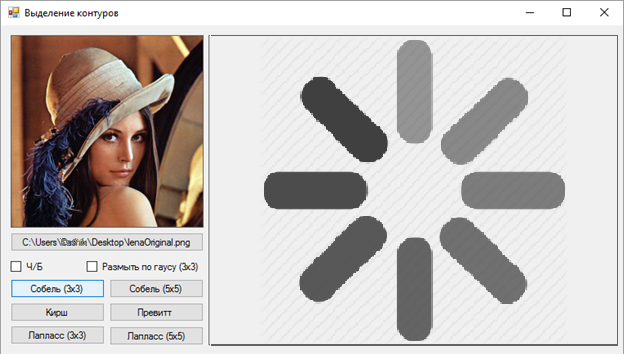 Выделение контуров
C:\Users\ \Desktop\lenaOriginal.png
Ч/Б
Размыть по гаусу (3x3)
Собель (3x3)
Собель (5x5)
Кирш
Превитт
Лапласс (3x3)
Лапласс (5x5)